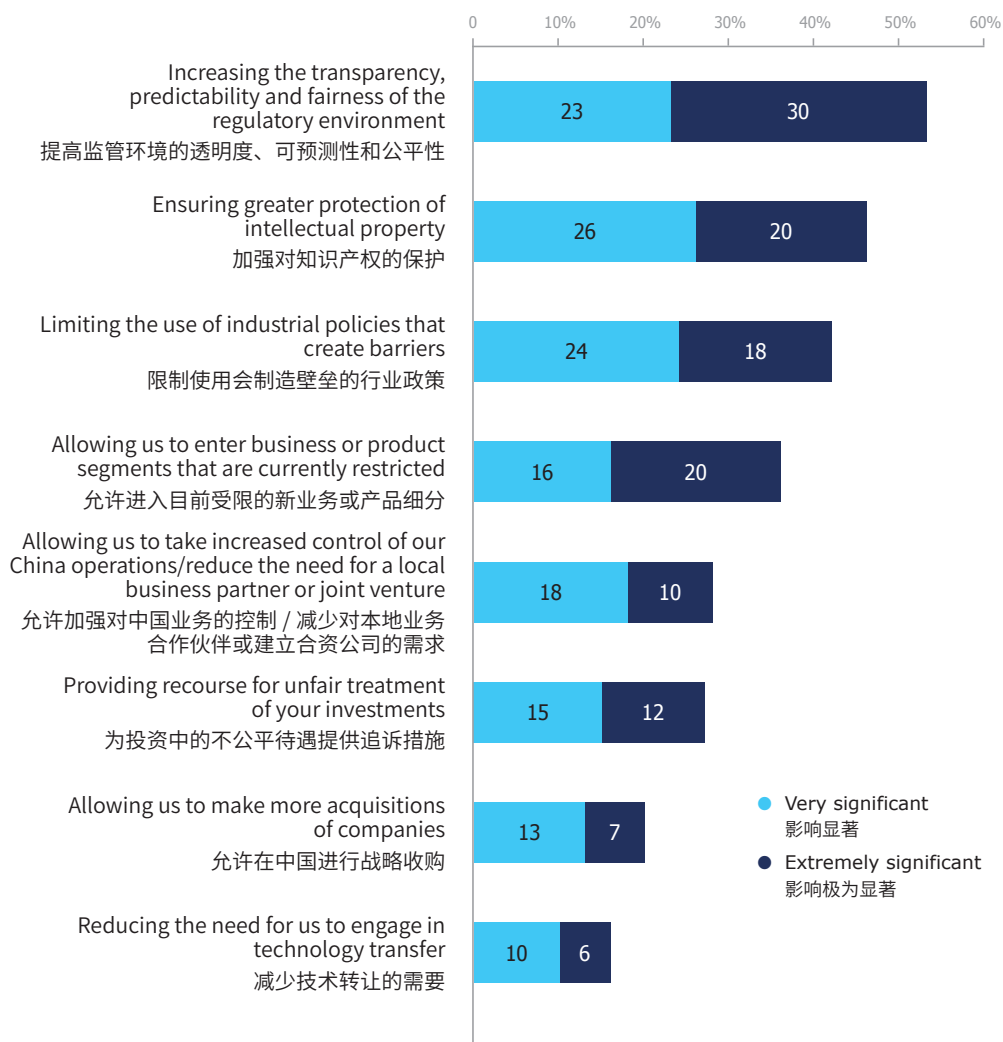 0 10% 20% 30% 40% 50% 60%
Increasing the transparency,
predictability and fairness of the
regulatory environment
提高监管环境的透明度、可预测性和公平性
23 30
Ensuring greater protection of
intellectual property
加强对知识产权的保护
26 20
Limiting the use of industrial policies that
create barriers
限制使用会制造壁垒的行业政策
24 18
Allowing us to enter business or product
segments that are currently restricted
允许进入目前受限的新业务或产品细分
16 20
Allowing us to take increased control of our
China operations/reduce the need for a local
business partner or joint venture
允许加强对中国业务的控制 / 减少对本地业务
合作伙伴或建立合资公司的需求
18 10
Providing recourse for unfair treatment
of your investments
为投资中的不公平待遇提供追诉措施
15 12
Allowing us to make more acquisitions
of companies
允许在中国进行战略收购
13 7
Reducing the need for us to engage in
technology transfer
减少技术转让的需要
10 6
Very significant
影响显著
Extremely significant
影响极为显著